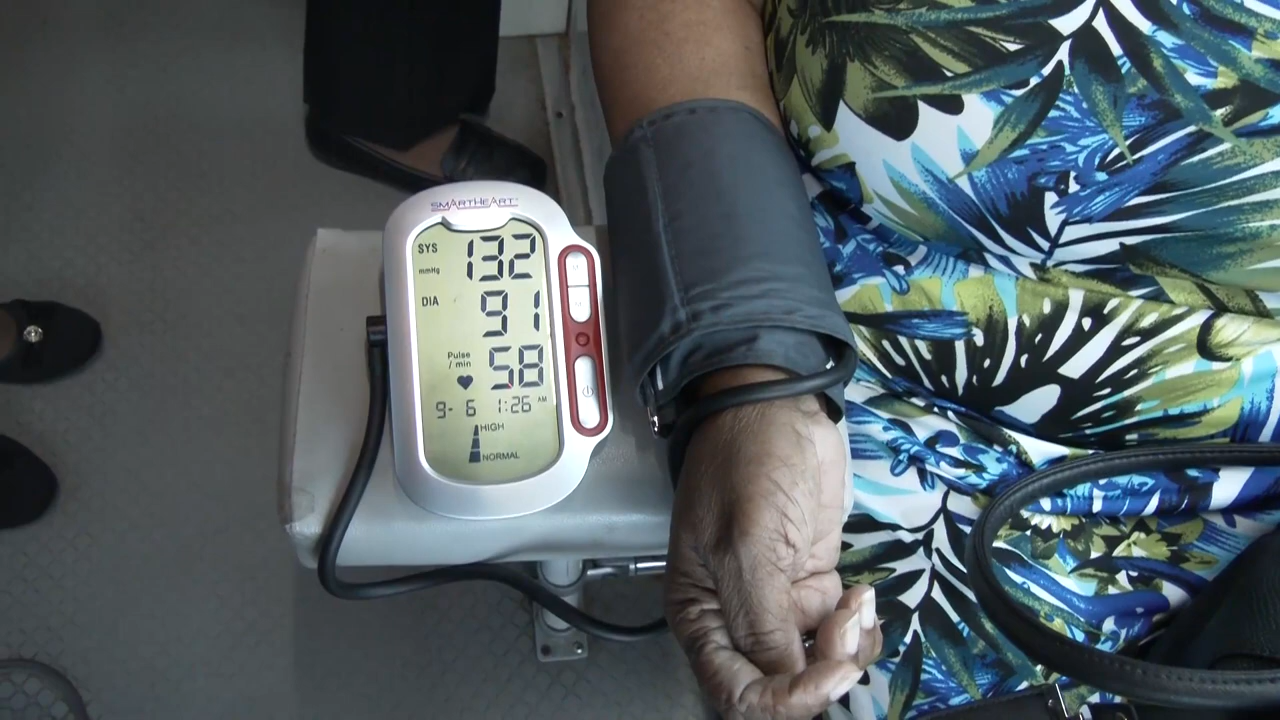 SMARTHEART
SYS 132
mmHg
DIA 91
Pulse
/ min 58
9- 6 1:26 AM
HIGH
NORMAL